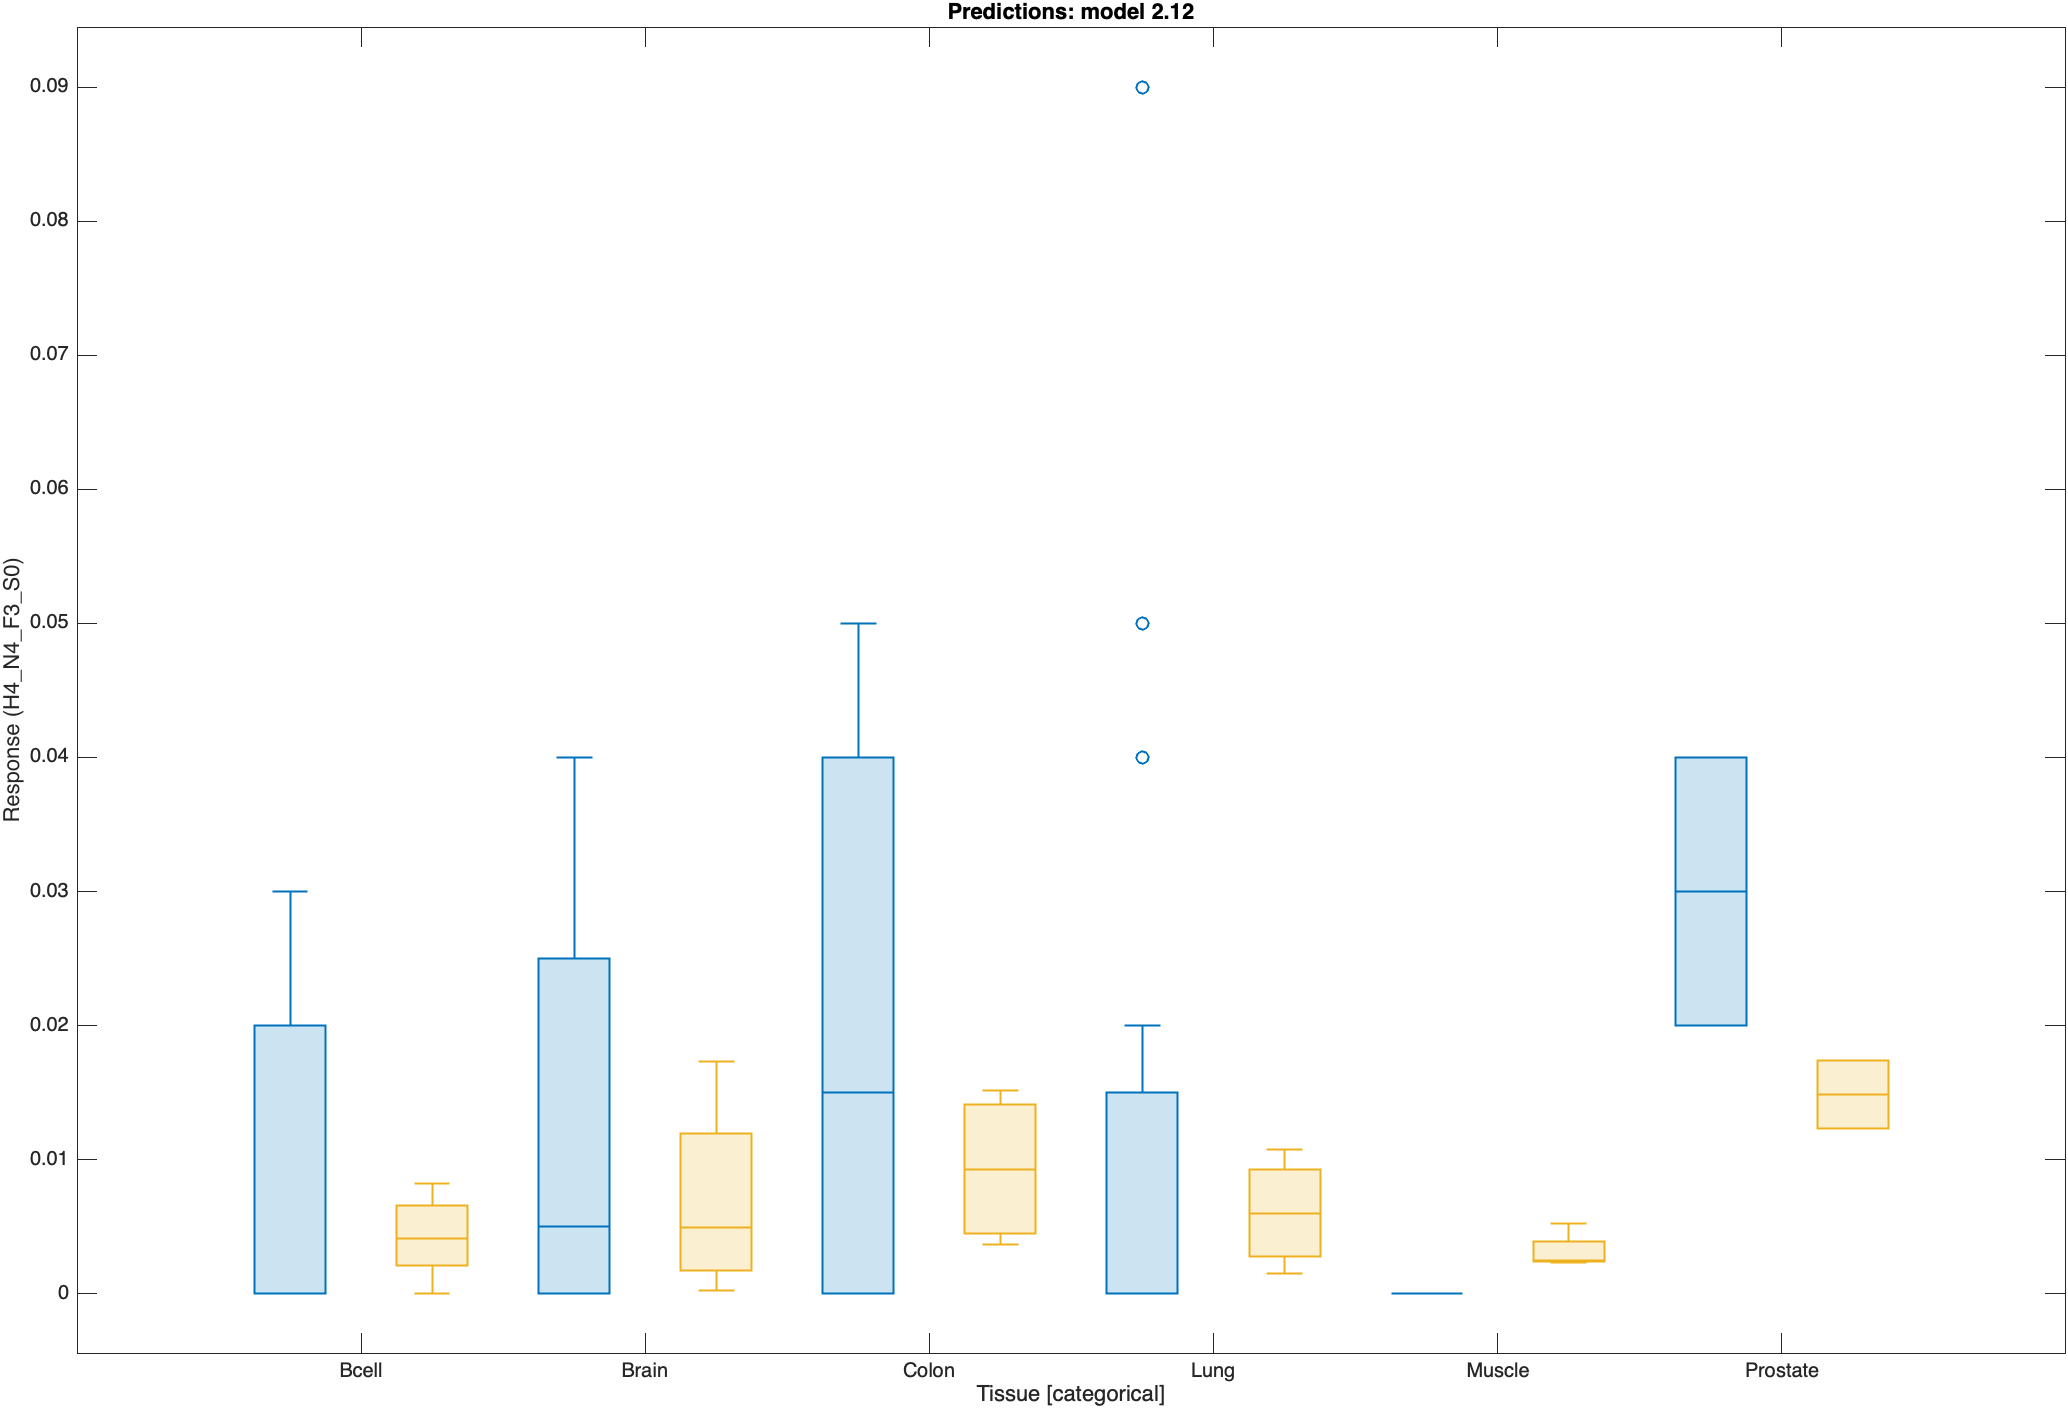 Predictions: model 2.12
0.09
0.08
0.07
0.06
0.05
0.04
0.03
0.02
0.01
0
Response (H4_N4_F3_S0)
Bcell
Brain
Colon
Lung
Muscle
Prostate
Tissue [categorical]